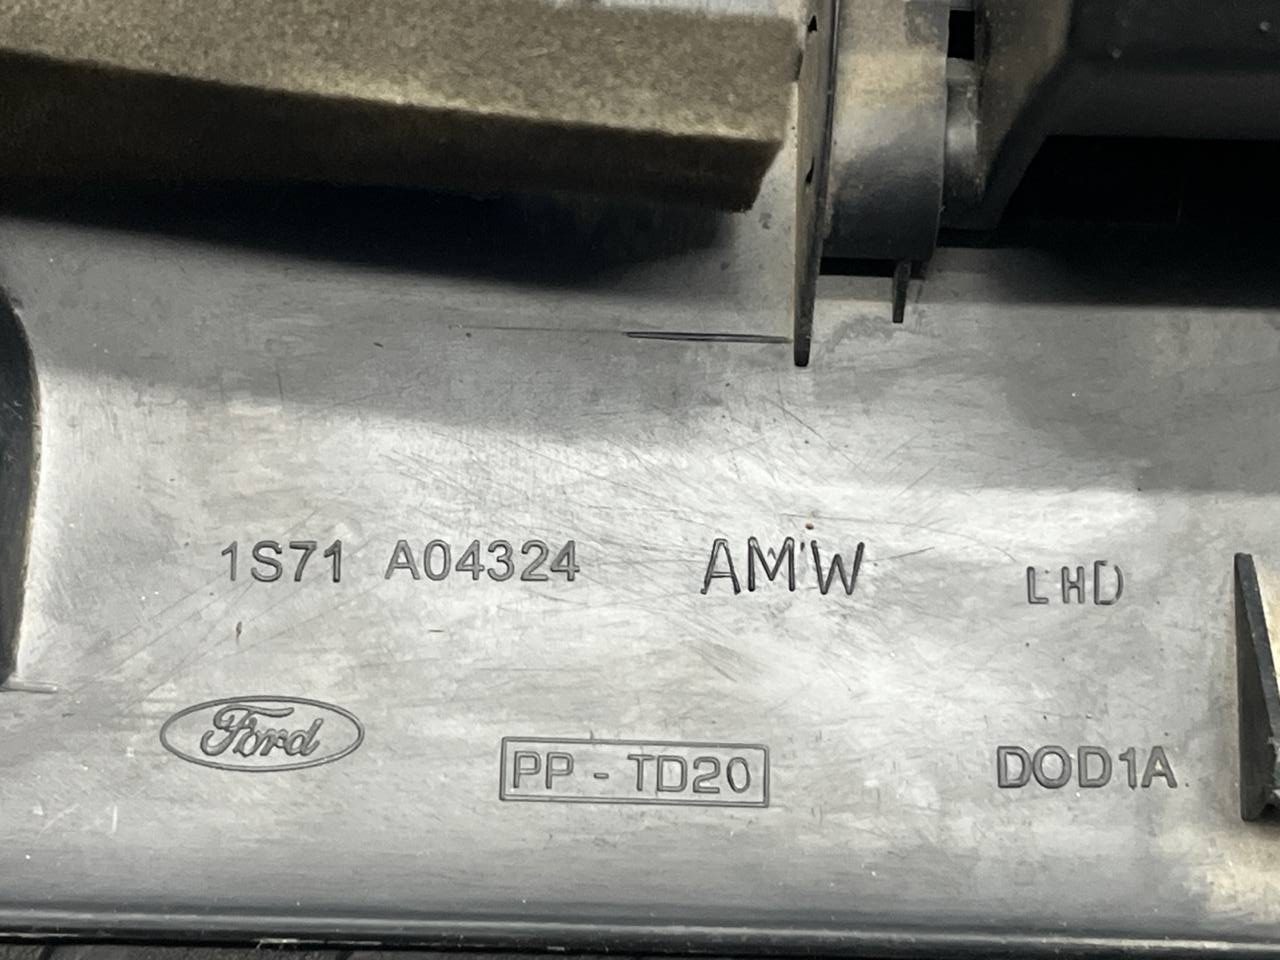 1S71 A04324 AMW LHD
Ford
PP - TD20
DOD1A